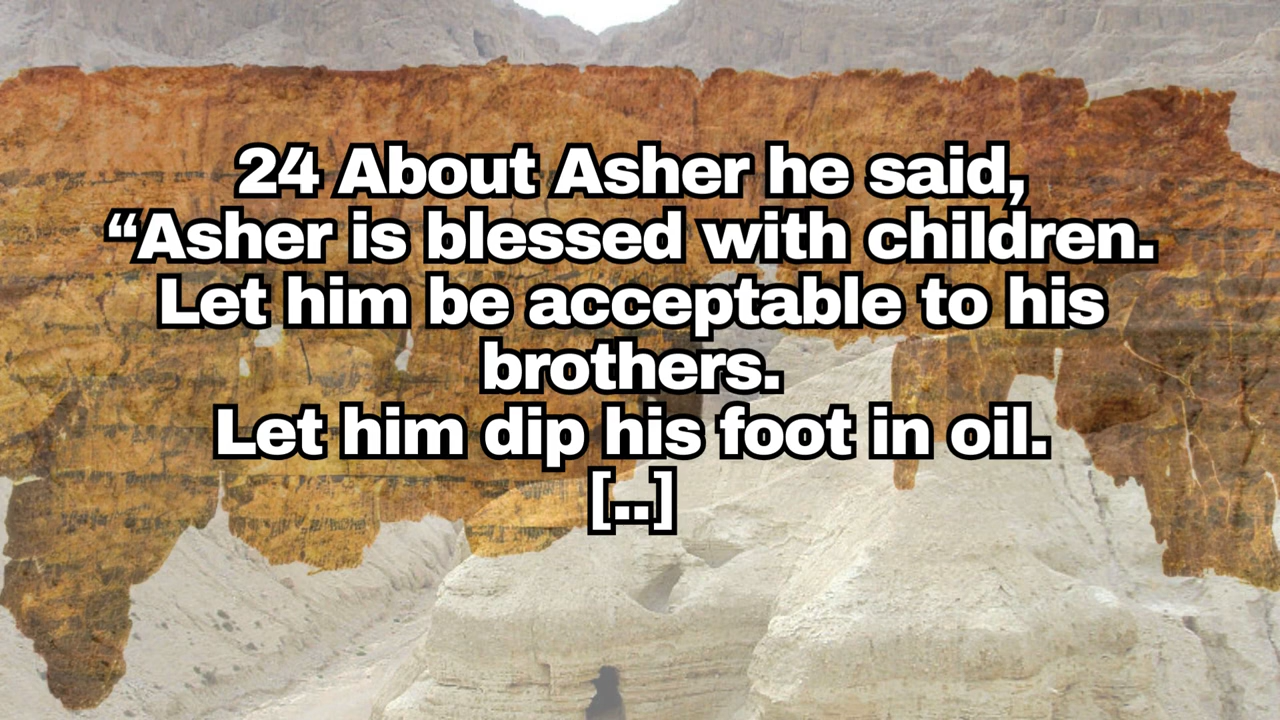 24 About Asher he said,
“Asher is blessed with children.
Let him be acceptable to his
brothers.
Let him dip his foot in oil.
[..]